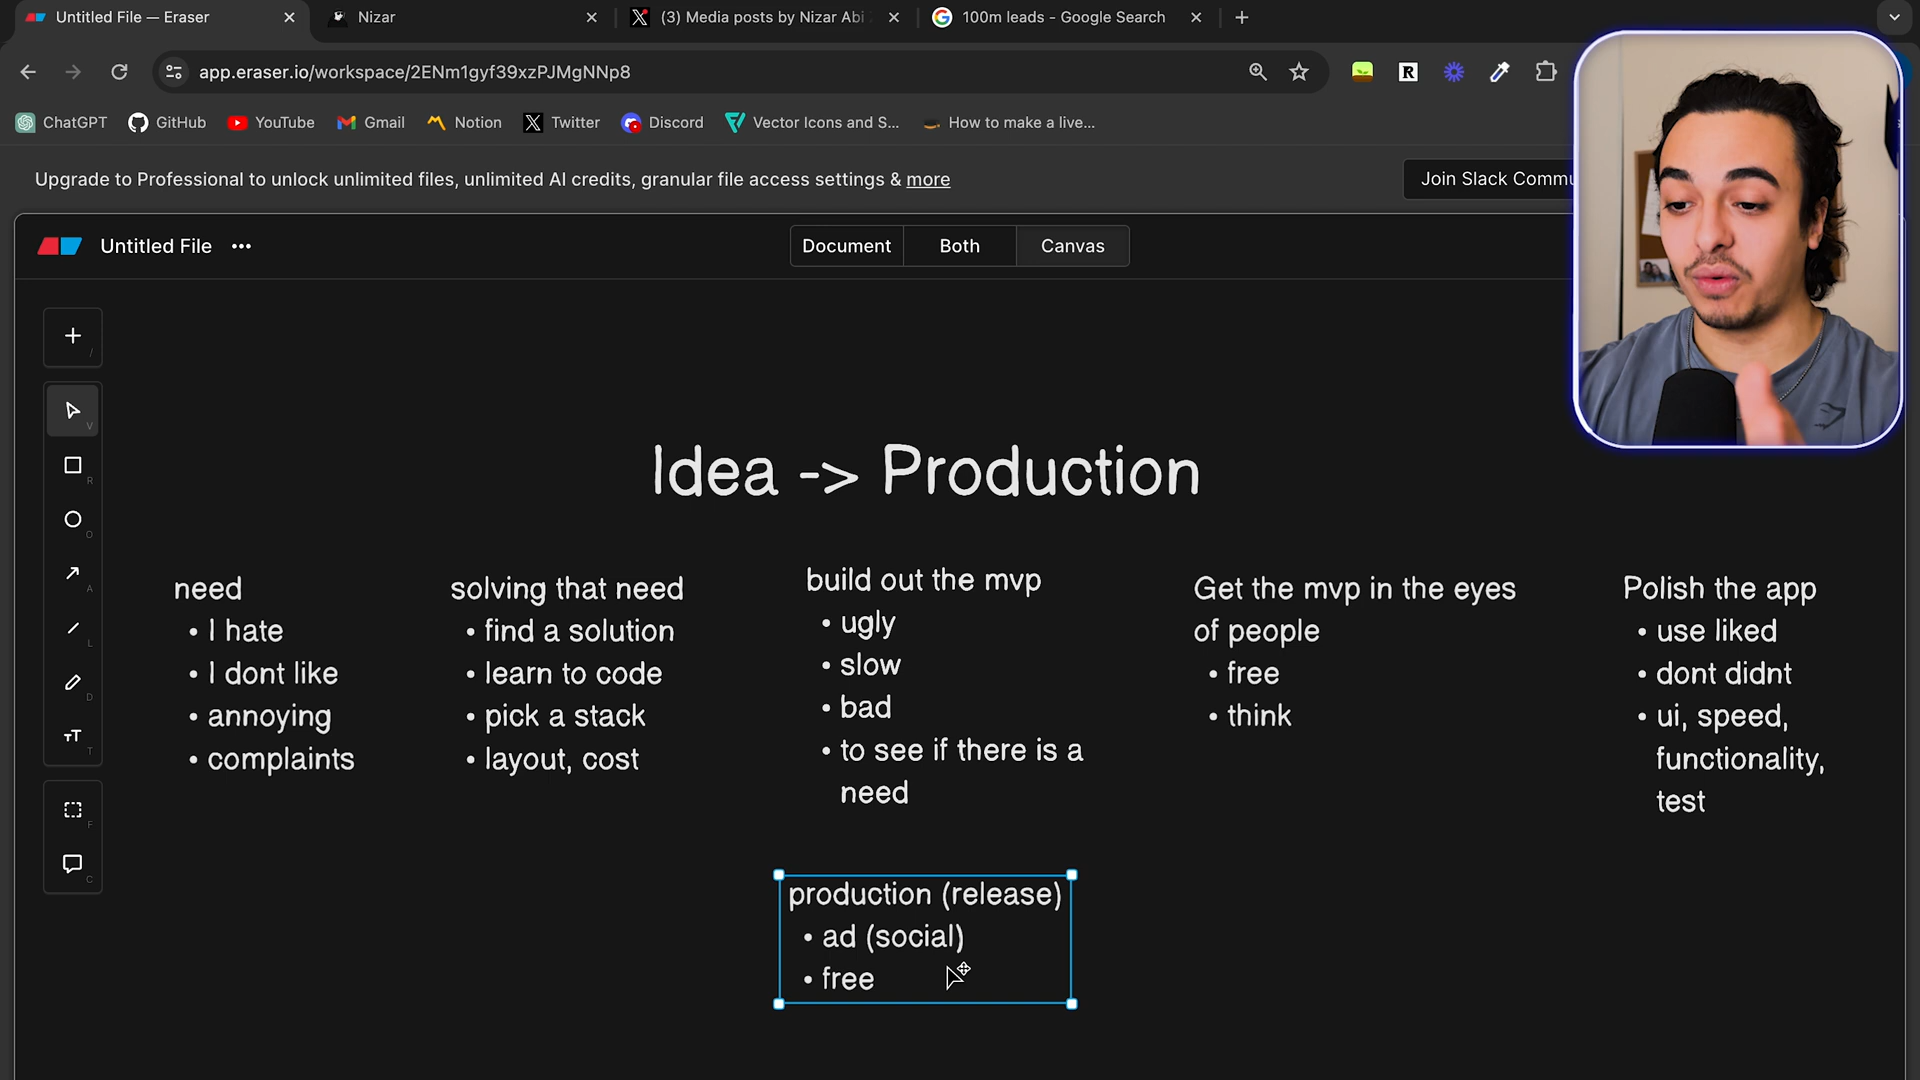 Untitled File — Eraser
Nizar
(3) Media posts by Nizar Abi
100m leads - Google Search
app.eraser.io/workspace/2ENm1gyf39xzPJMgNNp8
ChatGPT
GitHub
YouTube
Gmail
Notion
Twitter
Discord
Vector Icons and S...
How to make a live...
Upgrade to Professional to unlock unlimited files, unlimited AI credits, granular file access settings & more
Join Slack Commu
Untitled File
Document
Both
Canvas
/
V
R
O
A
L
D
T
F
C
Idea -> Production
need
• I hate
• I dont like
• annoying
• complaints
solving that need
• find a solution
• learn to code
• pick a stack
• layout, cost
build out the mvp
• ugly
• slow
• bad
• to see if there is a
need
Get the mvp in the eyes
of people
• free
• think
Polish the app
• use liked
• dont didnt
• ui, speed,
functionality,
test
production (release)
• ad (social)
• free